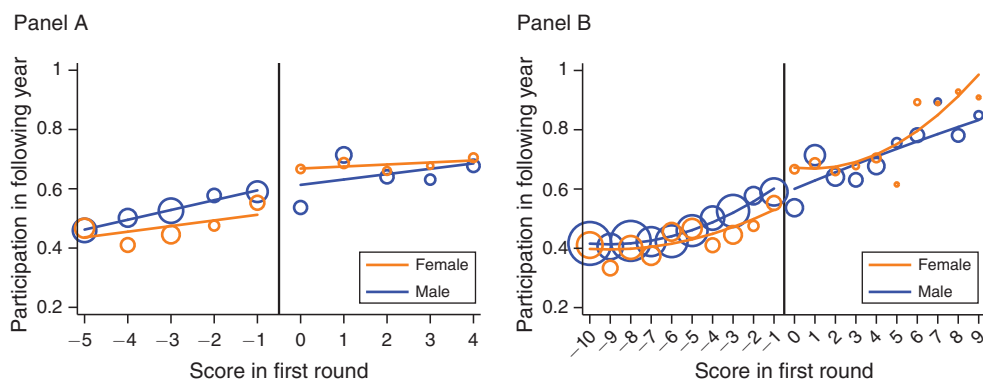 Panel A
Participation in following year
1
0.8
0.6
0.4
0.2
−5 −4 −3 −2 −1 0 1 2 3 4
Score in first round
Female
Male
Panel B
Participation in following year
1
0.8
0.6
0.4
0.2
−10 −9 −8 −7 −6 −5 −4 −3 −2 −1 0 1 2 3 4 5 6 7 8 9
Score in first round
Female
Male